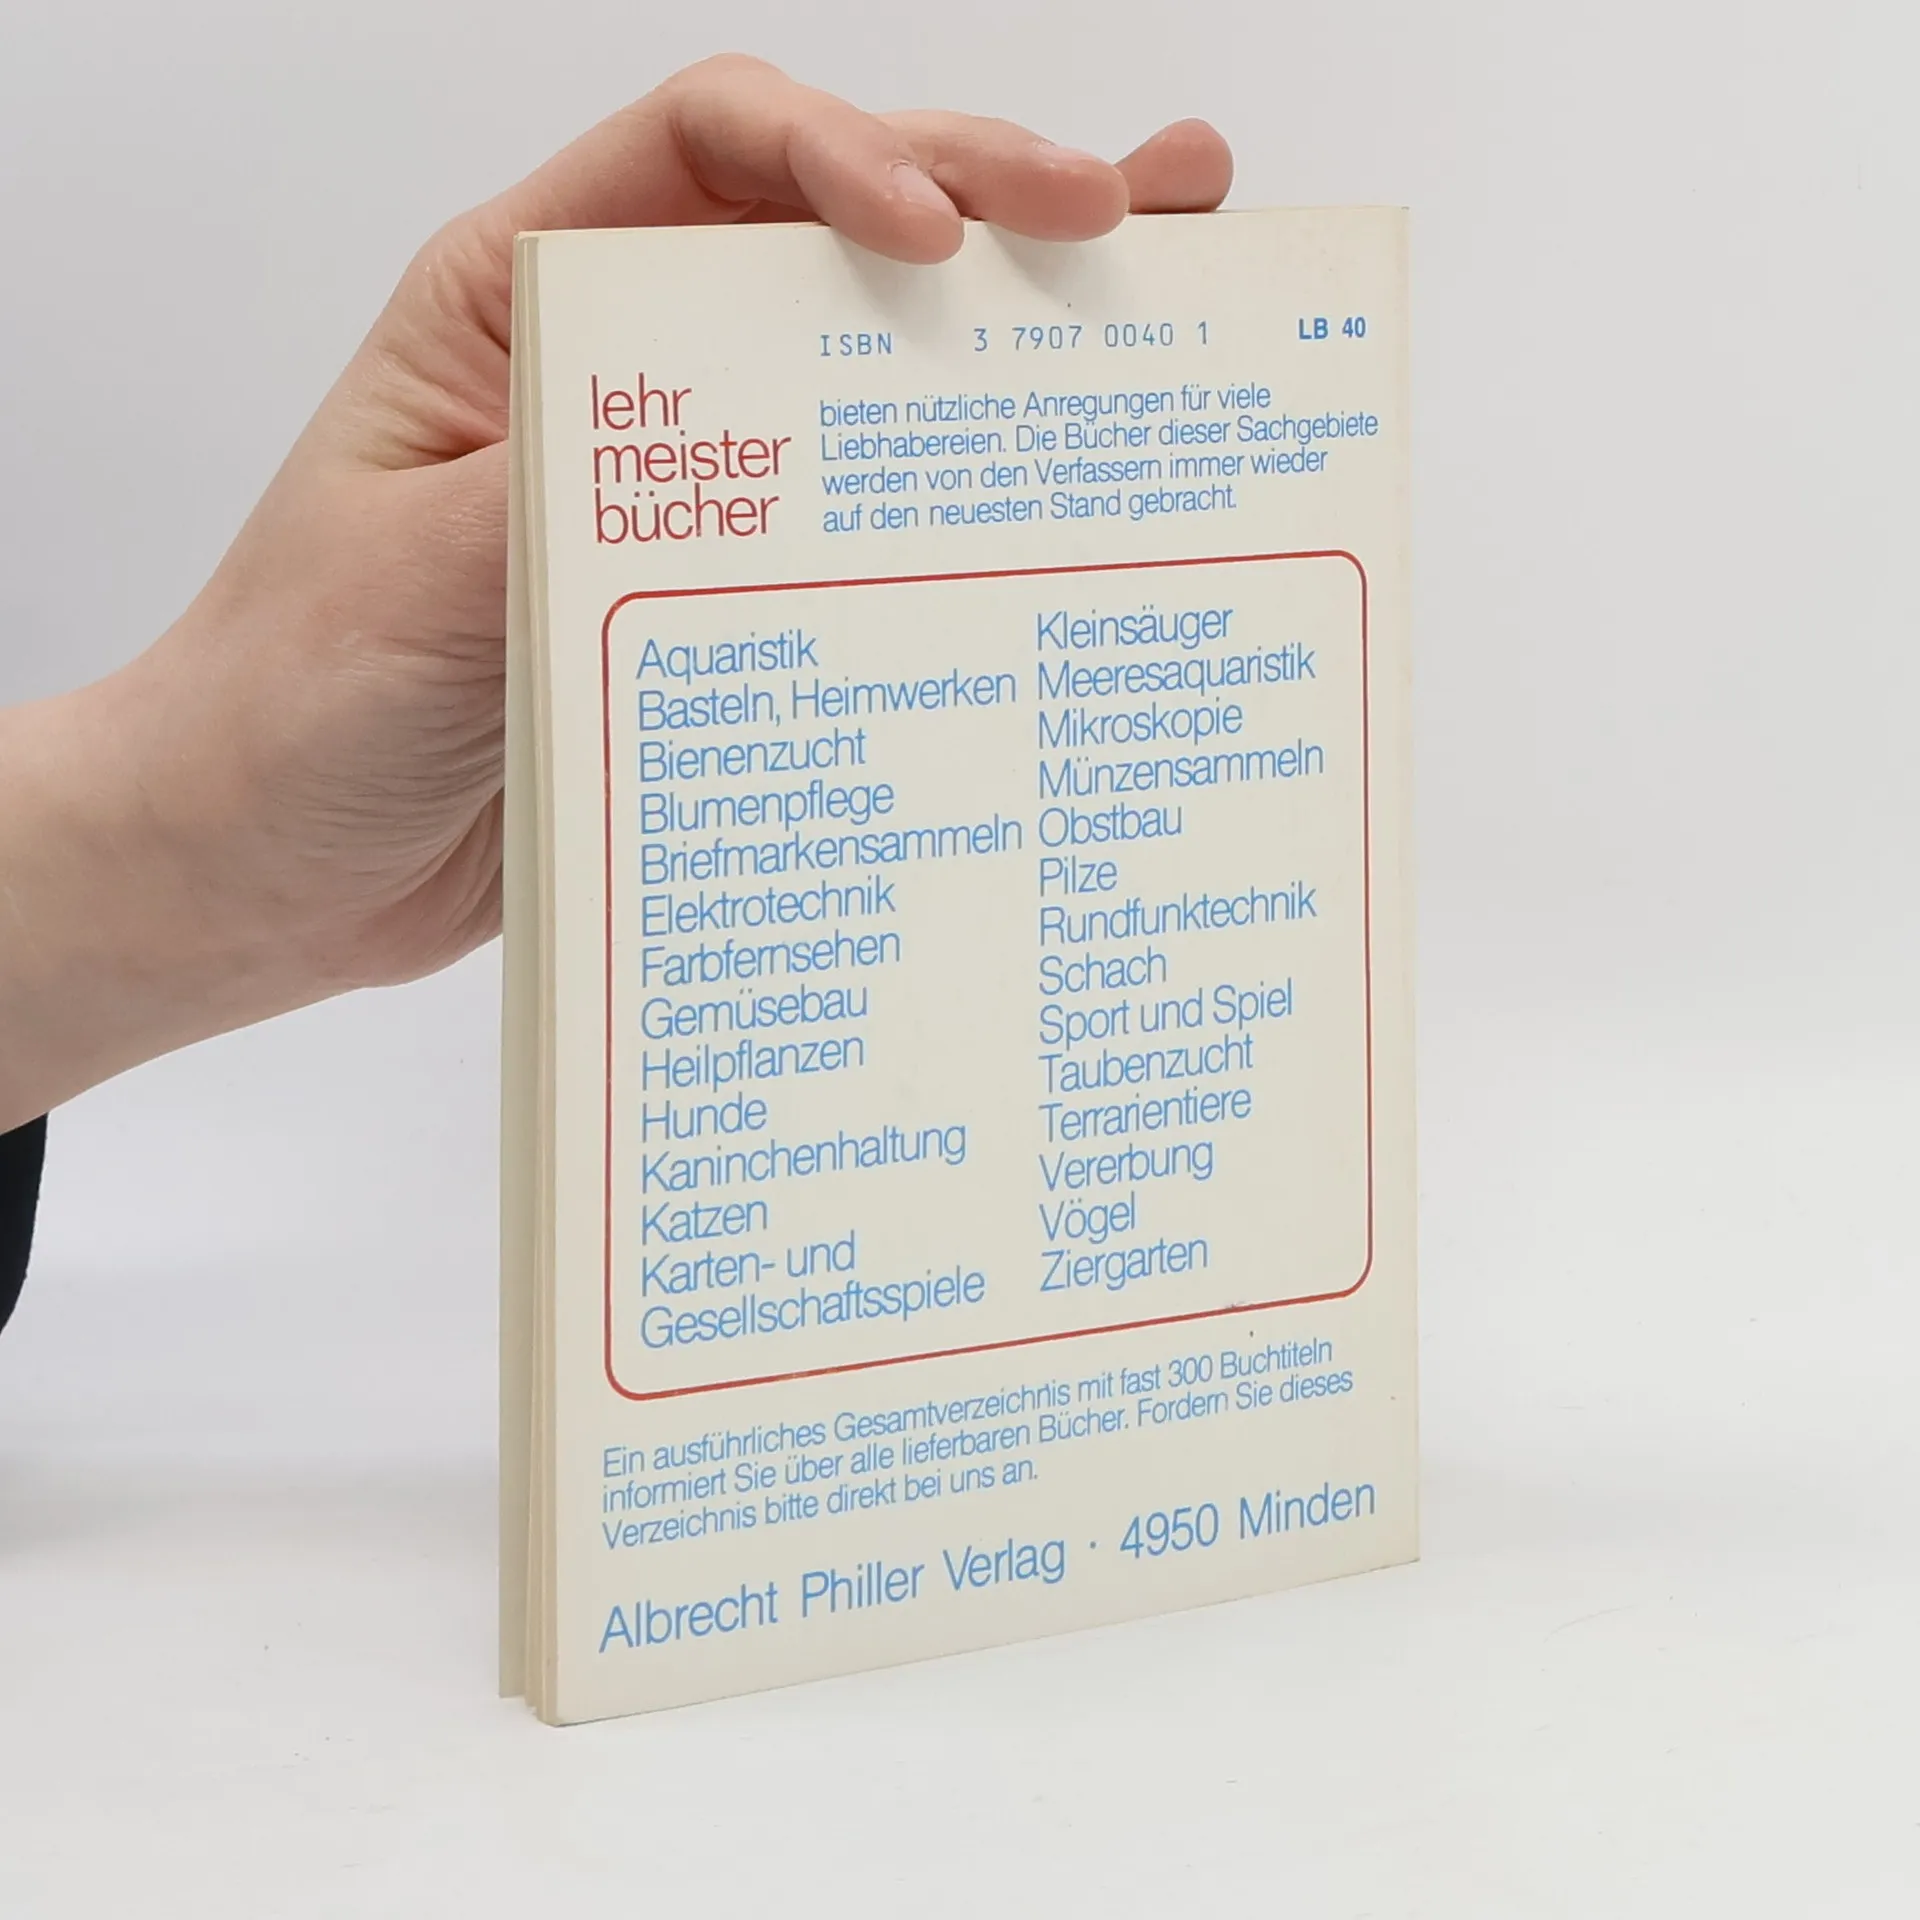 ISBN 3 7907 0040 1 LB 40
lehr
meister
bücher
bieten nützliche Anregungen für viele
Liebhabereien. Die Bücher dieser Sachgebiete
werden von den Verfassern immer wieder
auf den neuesten Stand gebracht.
Aquaristik
Basteln, Heimwerken
Bienenzucht
Blumenpflege
Briefmarkensammeln
Elektrotechnik
Farbfernsehen
Gemüsebau
Heilpflanzen
Hunde
Kaninchenhaltung
Katzen
Karten- und
Gesellschaftsspiele
Kleinsäuger
Meeresaquaristik
Mikroskopie
Münzensammeln
Obstbau
Pilze
Rundfunktechnik
Schach
Sport und Spiel
Taubenzucht
Terrarientiere
Vererbung
Vögel
Ziergarten
Ein ausführliches Gesamtverzeichnis mit fast 300 Buchtiteln
informiert Sie über alle lieferbaren Bücher. Fordern Sie dieses
Verzeichnis bitte direkt bei uns an.
Albrecht Philler Verlag · 4950 Minden